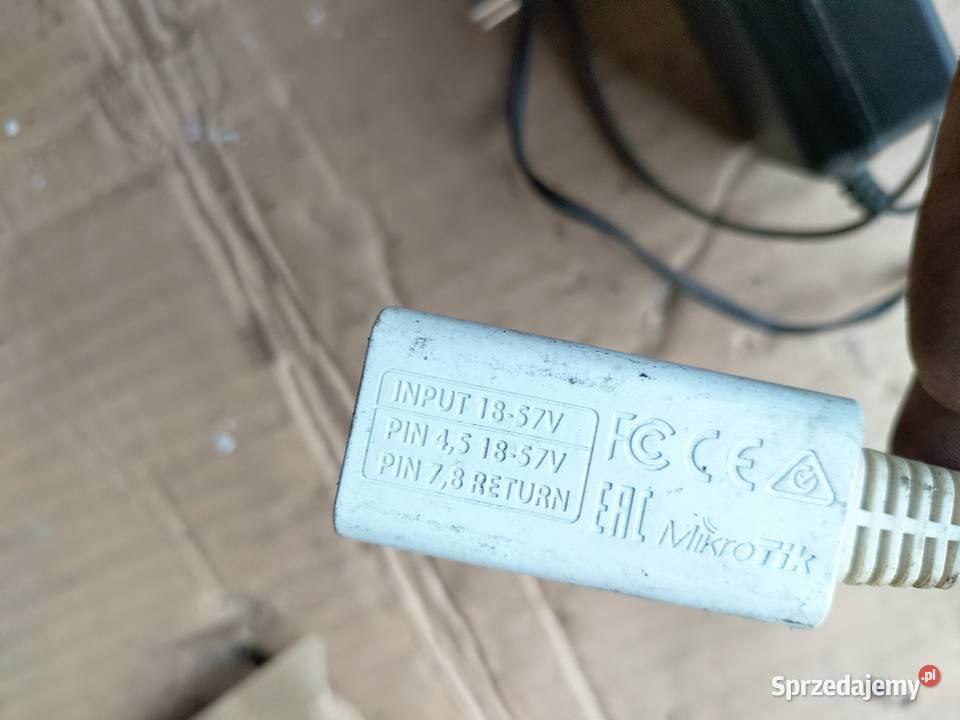 INPUT 18-57V
PIN 4,5 18-57V
PIN 7,8 RETURN
FC CE
EAC MikroTik
Sprzedajemy.pl